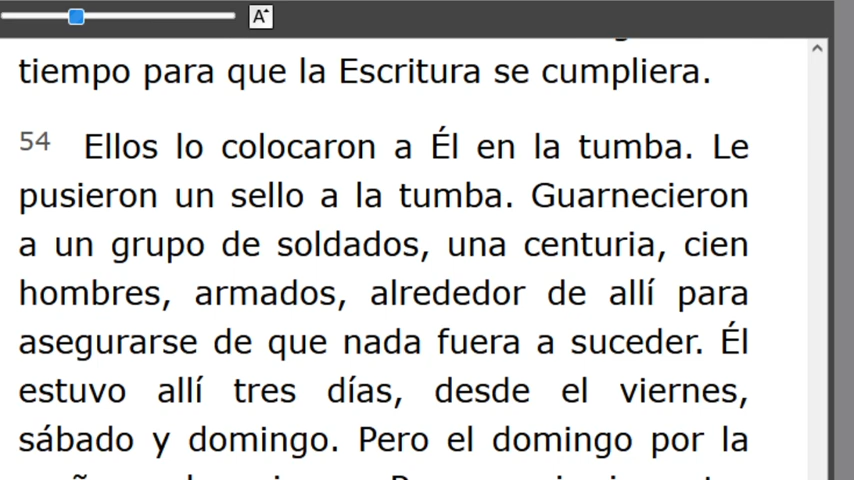 A
tiempo para que la Escritura se cumpliera.
54 Ellos lo colocaron a Él en la tumba. Le
pusieron un sello a la tumba. Guarnecieron
a un grupo de soldados, una centuria, cien
hombres, armados, alrededor de allí para
asegurarse de que nada fuera a suceder. Él
estuvo allí tres días, desde el viernes,
sábado y domingo. Pero el domingo por la